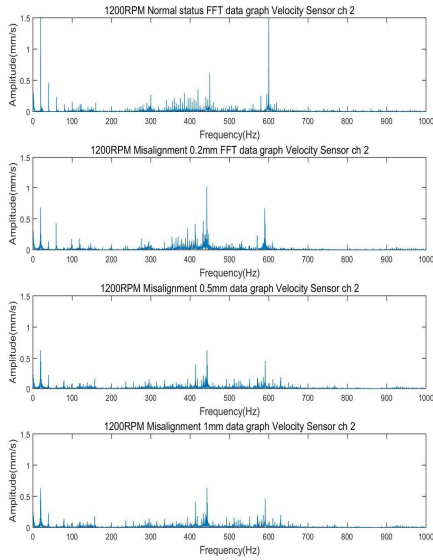 1200RPM Normal status FFT data graph Velocity Sensor ch 2
Amplitude(mm/s)
1.5
1
0.5
0
0 100 200 300 400 500 600 700 800 900 1000
Frequency(Hz)
1200RPM Misalignment 0.2mm FFT data graph Velocity Sensor ch 2
Amplitude(mm/s)
1.5
1
0.5
0
0 100 200 300 400 500 600 700 800 900 1000
Frequency(Hz)
1200RPM Misalignment 0.5mm data graph Velocity Sensor ch 2
Amplitude(mm/s)
1.5
1
0.5
0
0 100 200 300 400 500 600 700 800 900 1000
Frequency(Hz)
1200RPM Misalignment 1mm data graph Velocity Sensor ch 2
Amplitude(mm/s)
1.5
1
0.5
0
0 100 200 300 400 500 600 700 800 900 1000
Frequency(Hz)